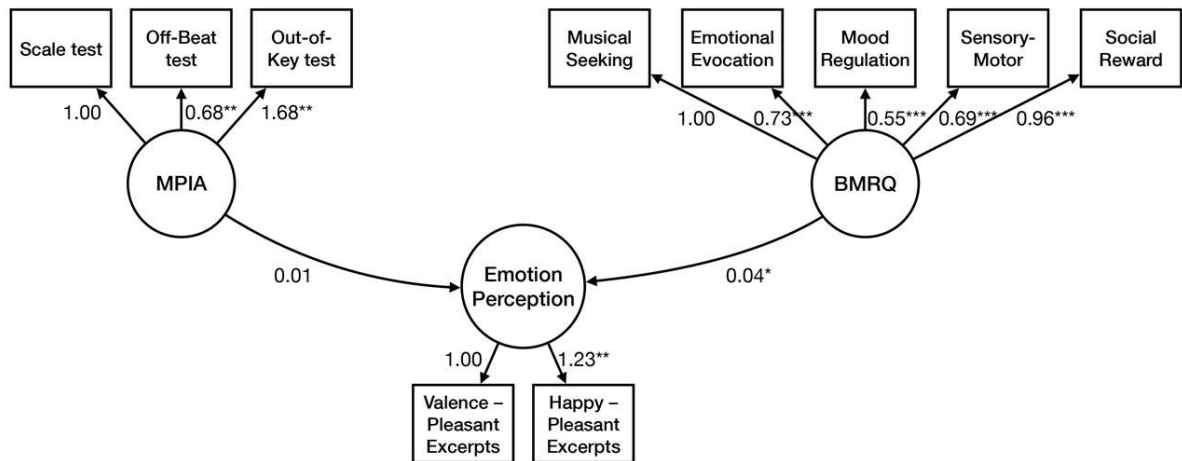 Scale test
Off-Beat
test
Out-of-
Key test
Musical
Seeking
Emotional
Evocation
Mood
Regulation
Sensory-
Motor
Social
Reward
1.00
0.68**
1.68**
1.00
0.73***
0.55***
0.69***
0.96***
MPIA
BMRQ
0.01
Emotion
Perception
0.04*
1.00
1.23**
Valence –
Pleasant
Excerpts
Happy –
Pleasant
Excerpts